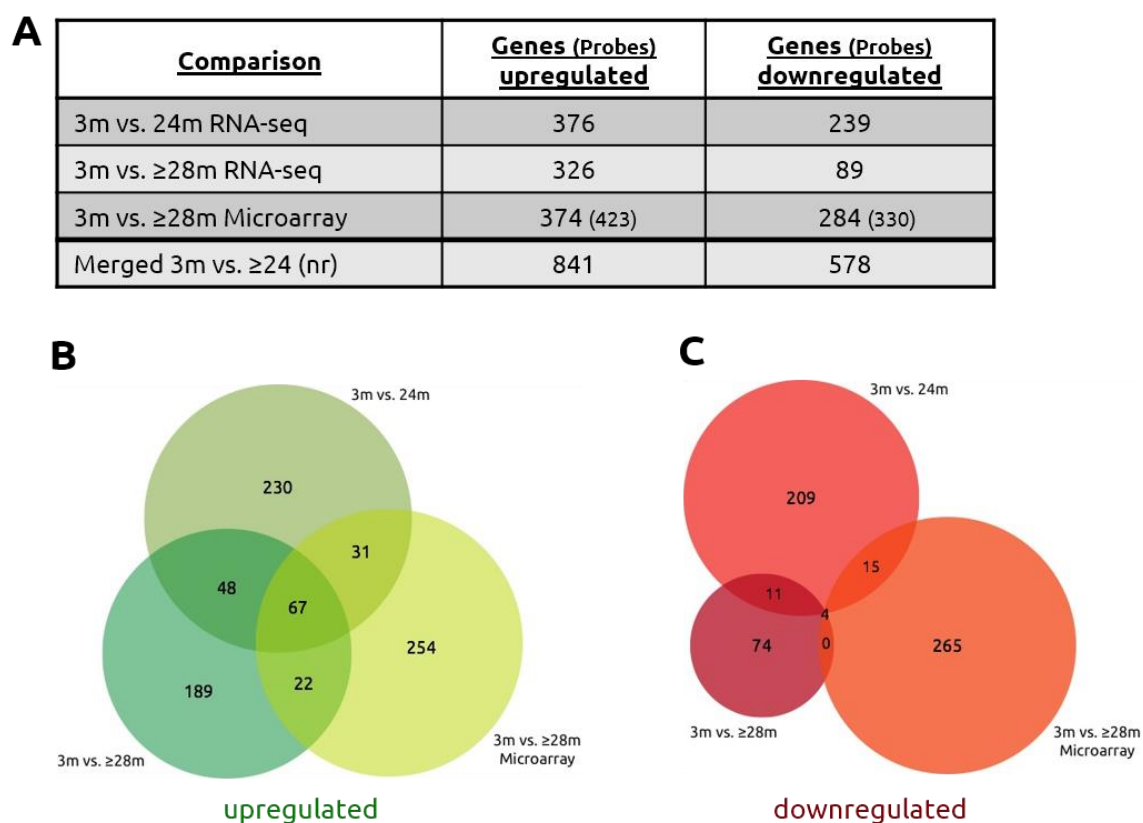 A
Comparison
Genes (Probes)
upregulated
Genes (Probes)
downregulated
3m vs. 24m RNA-seq
376
239
3m vs. ≥28m RNA-seq
326
89
3m vs. ≥28m Microarray
374 (423)
284 (330)
Merged 3m vs. ≥24 (nr)
841
578
B
3m vs. 24m
230
31
48
67
254
22
189
3m vs. ≥28m
3m vs. ≥28m
Microarray
upregulated
C
3m vs. 24m
209
15
11
4
74
0
265
3m vs. ≥28m
3m vs. ≥28m
Microarray
downregulated